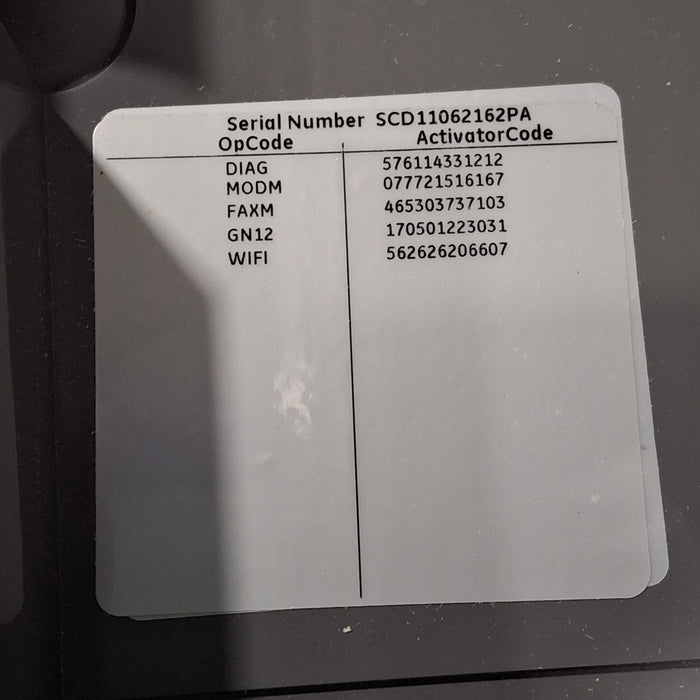 Serial Number SCD11062162PA
OpCode ActivatorCode
DIAG 576114331212
MODM 077721516167
FAXM 465303737103
GN12 170501223031
WIFI 562626206607